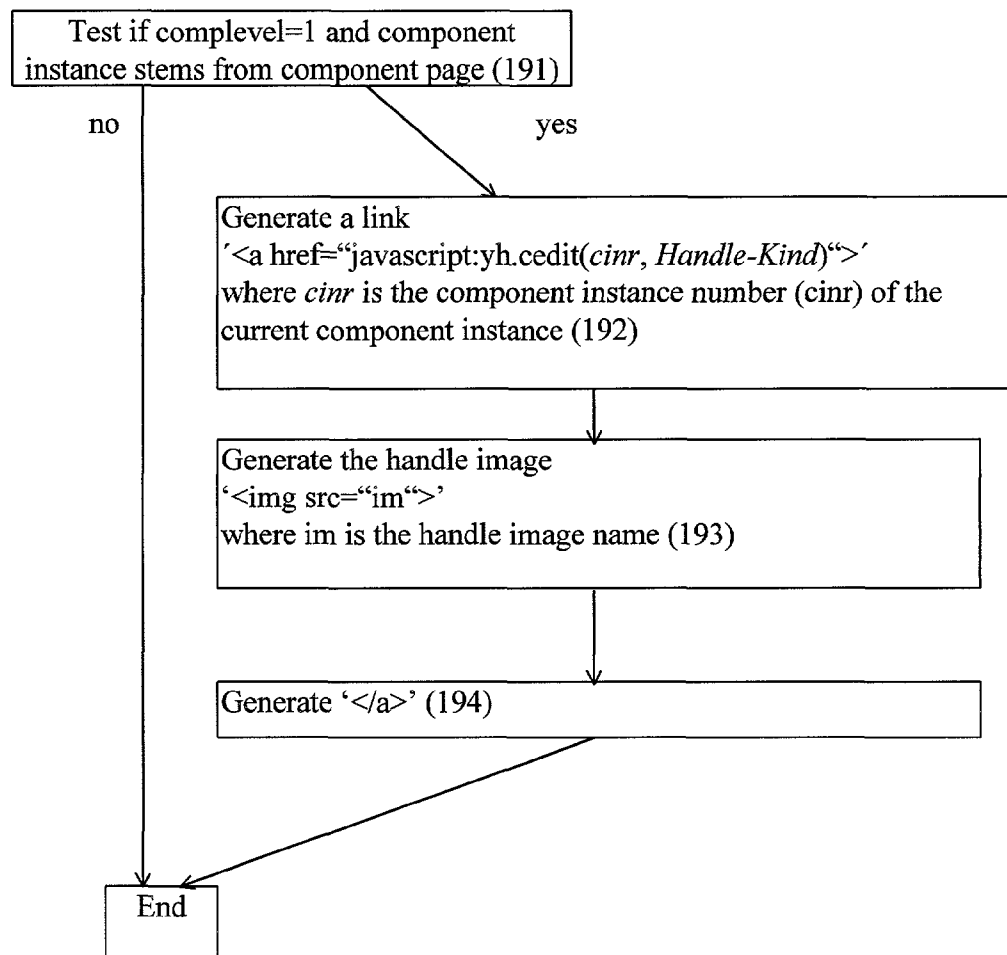 Test if complevel=1 and component
instance stems from component page (191)
no
yes
Generate a link
´<a href=“javascript:yh.cedit(cinr, Handle-Kind)“>´
where cinr is the component instance number (cinr) of the
current component instance (192)
Generate the handle image
‘<img src=“im“>’
where im is the handle image name (193)
Generate ‘</a>’ (194)
End